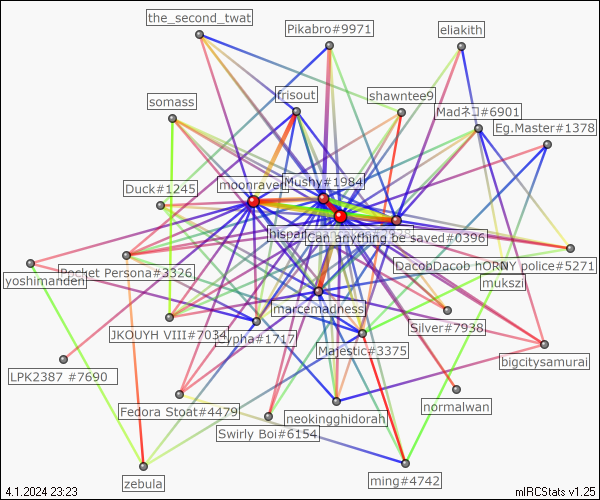 the_second_twat
Pikabro#9971
eliakith
somass
frisout
shawntee9
Madネコ#6901
Eg.Master#1378
Duck#1245
moonraven
Mushy#1984
hispar
Can anything be saved#0396
Pocket Persona#3326
DacobDacob hORNY police#5271
yoshimanden
mukszi
marcemadness
JKOUYH VIII#7034
ypha#1717
Silver#7938
Majestic#3375
bigcitysamurai
LPK2387 #7690
Fedora Stoat#4479
neokingghidorah
normalwan
Swirly Boi#6154
zebula
ming#4742
4.1.2024 23:23
mIRCStats v1.25